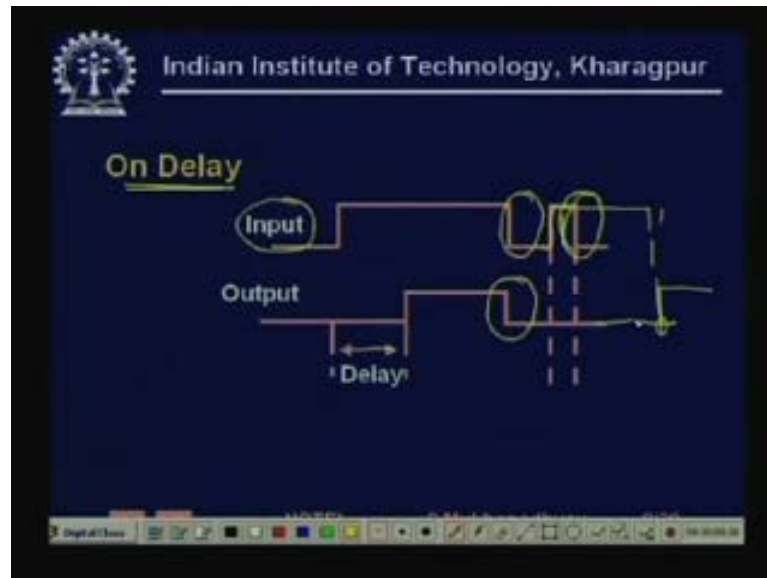 Indian Institute of Technology, Kharagpur
On Delay
Input
Output
Delay